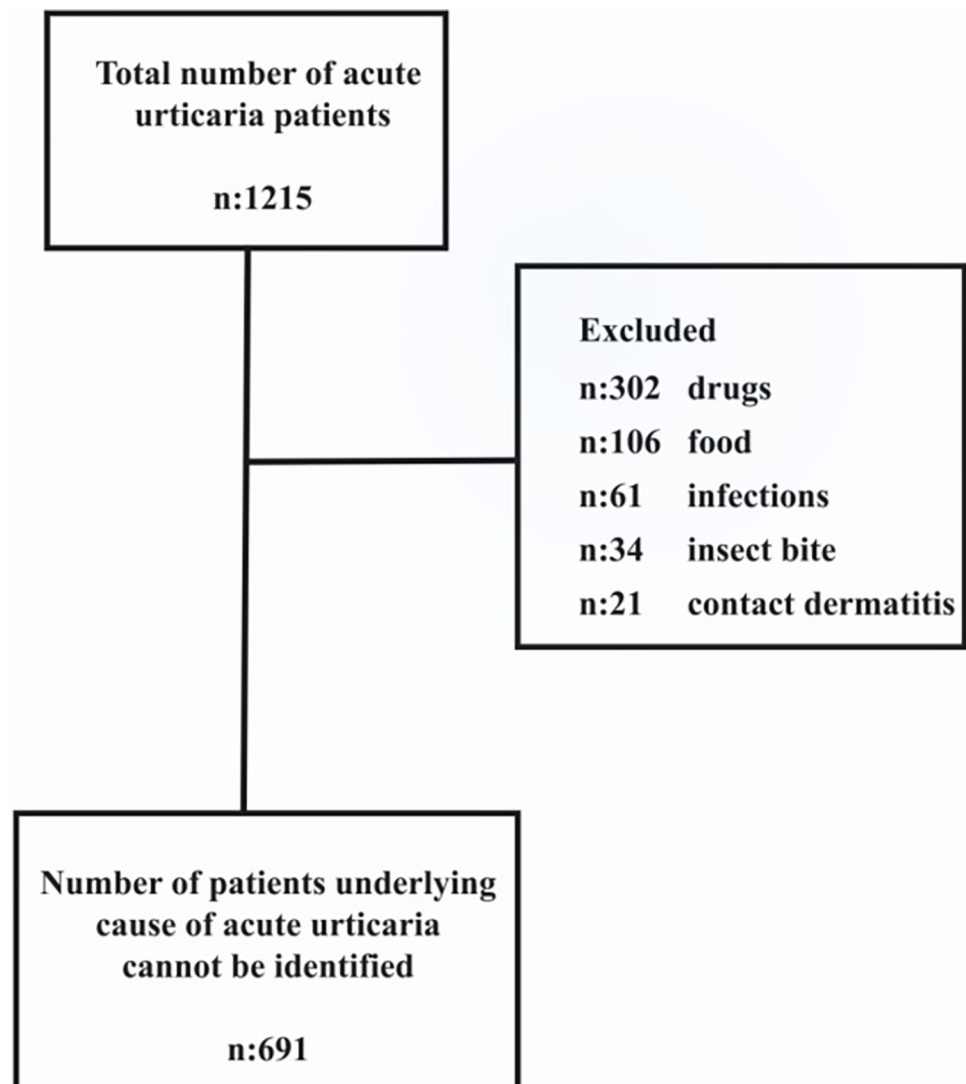 Total number of acute
urticaria patients
n:1215
Excluded
n:302 drugs
n:106 food
n:61 infections
n:34 insect bite
n:21 contact dermatitis
Number of patients underlying
cause of acute urticaria
cannot be identified
n:691